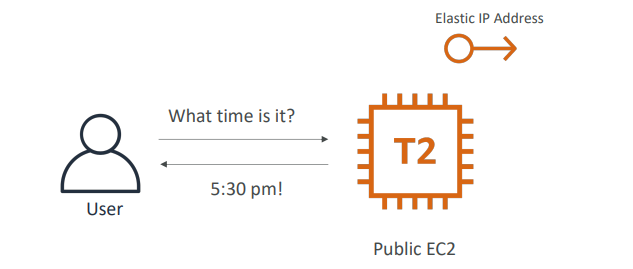 Elastic IP Address
What time is it?
T2
5:30 pm!
User
Public EC2